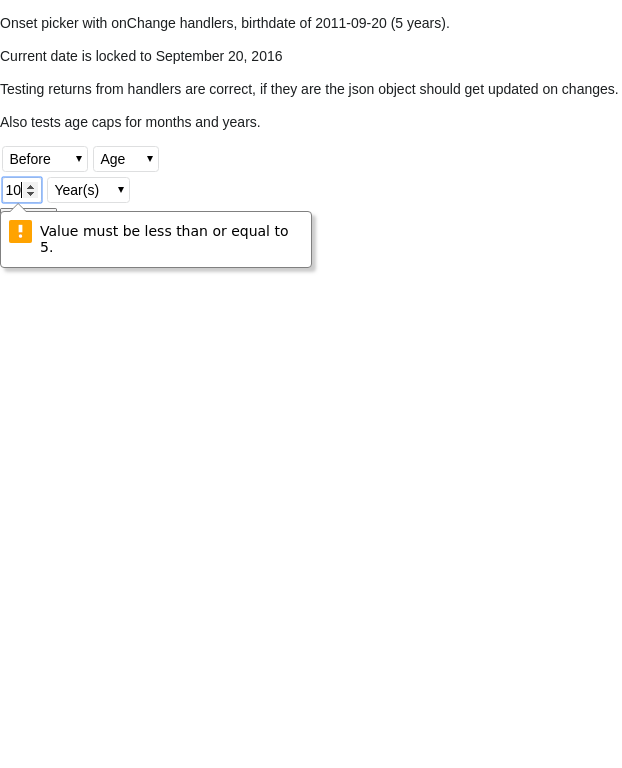 Onset picker with onChange handlers, birthdate of 2011-09-20 (5 years).
Current date is locked to September 20, 2016
Testing returns from handlers are correct, if they are the json object should get updated on changes.
Also tests age caps for months and years.
Before Age
10 Year(s)
Value must be less than or equal to
5.